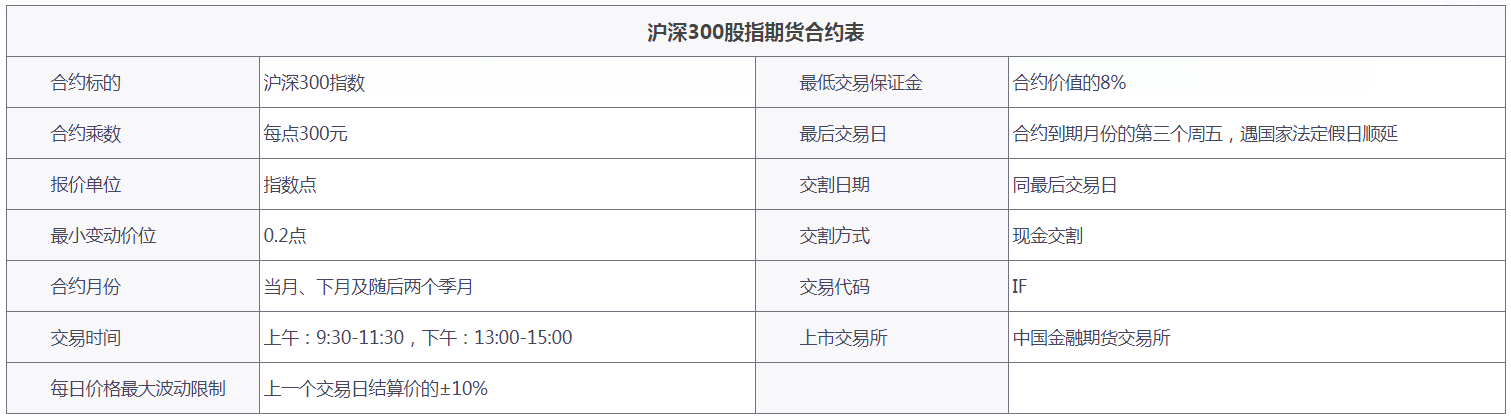 沪深300股指期货合约表
合约标的 沪深300指数 最低交易保证金 合约价值的8%
合约乘数 每点300元 最后交易日 合约到期月份的第三个周五，遇国家法定假日顺延
报价单位 指数点 交割日期 同最后交易日
最小变动价位 0.2点 交割方式 现金交割
合约月份 当月、下月及随后两个季月 交易代码 IF
交易时间 上午：9:30-11:30，下午：13:00-15:00 上市交易所 中国金融期货交易所
每日价格最大波动限制 上一个交易日结算价的±10%